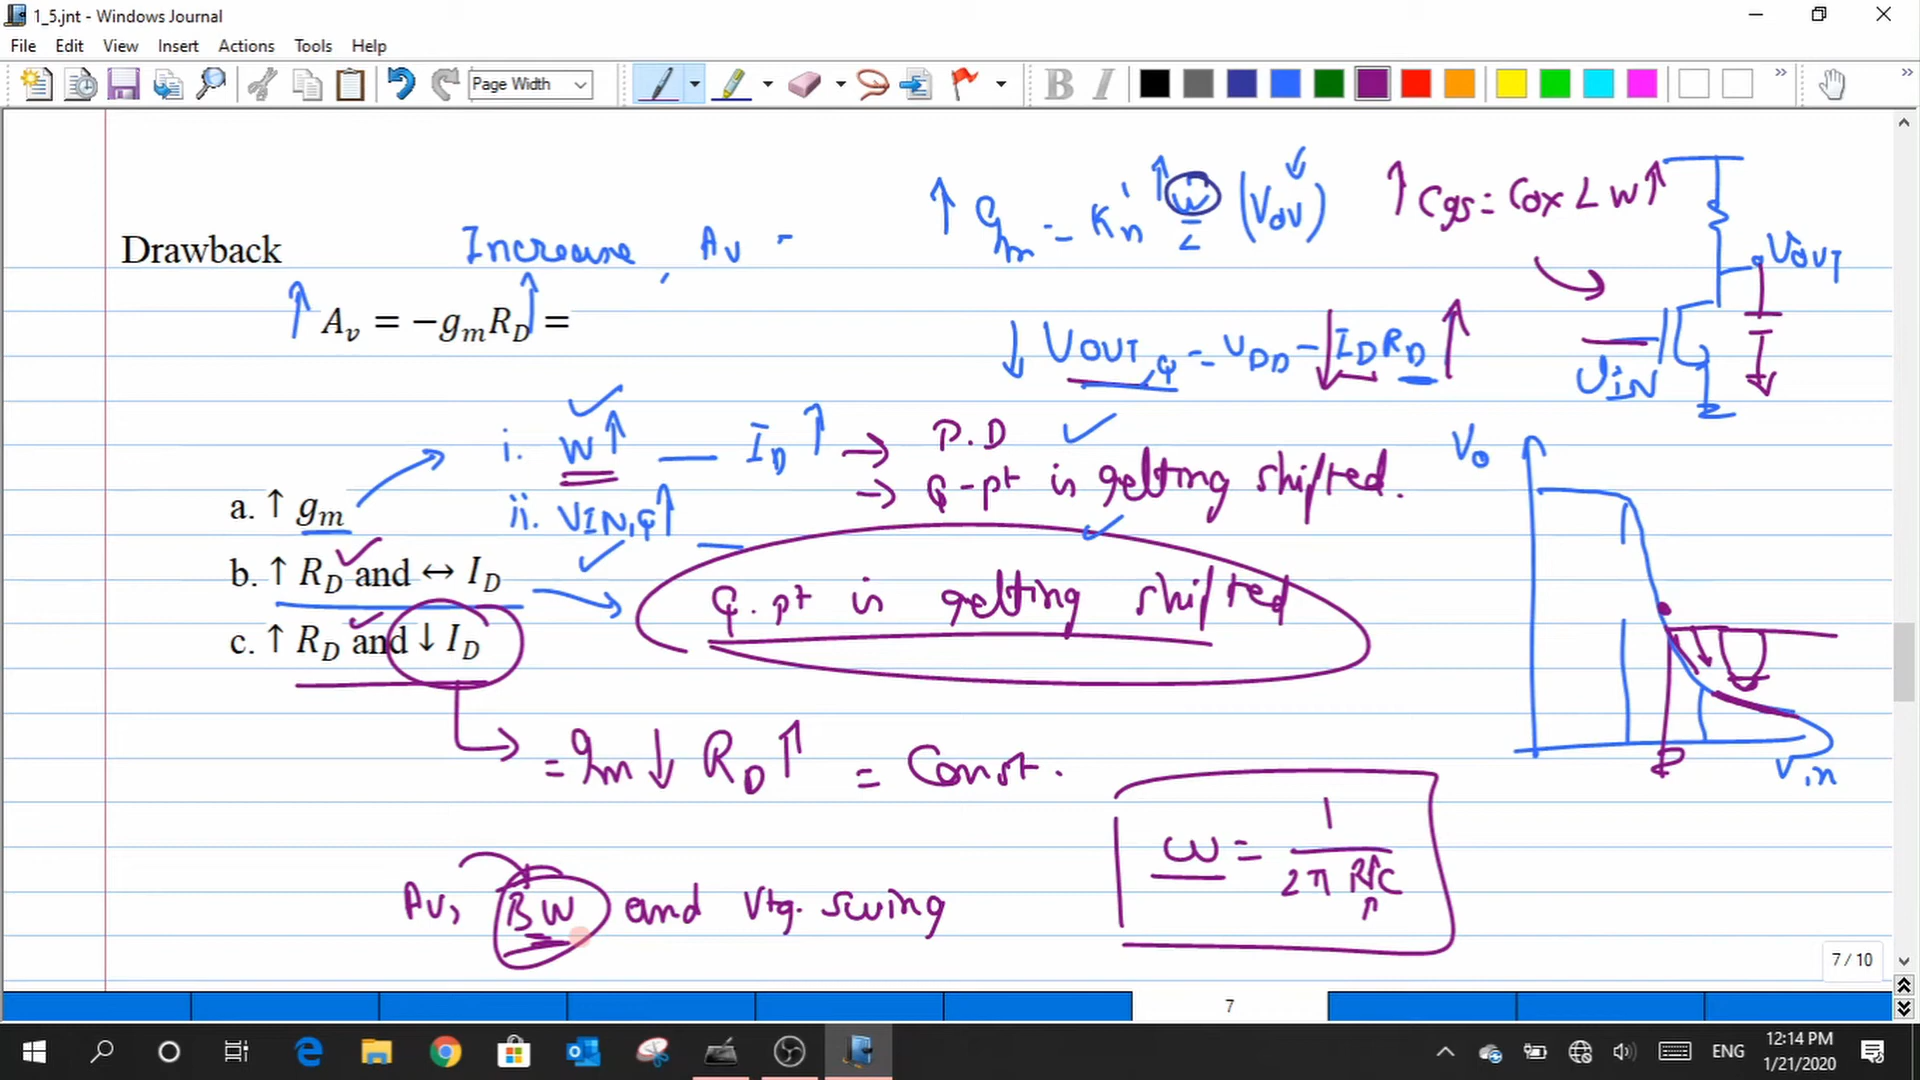 1_5.jnt - Windows Journal
File Edit View Insert Actions Tools Help
Page Width
B I
Drawback
Increase, Av -
↑ gm = Kn' ↑ W/L (Vov) ↓
↑ Cgs = Cox L W ↑
↑ Av = −gmRD ↑ =
↓ VOUT,Q = VDD − ↓ ID RD ↑
VOUT
VIN
i. W ↑ — ID ↑ → P.D
→ Q-pt is getting shifted.
a. ↑ gm
ii. VIN,Q ↑ —
b. ↑ RD and ↔ ID
Q.pt is getting shifted
c. ↑ RD and ↓ ID
Vo
Vin
= gm ↓ RD ↑ = Const.
ω = 1 / 2π R↑C ↑
Av, BW and Vtg. swing
7 / 10
7
ENG
12:14 PM
1/21/2020